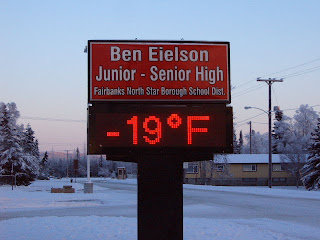 Ben Eielson
Junior - Senior High
Fairbanks North Star Borough School Dist.
-19°F